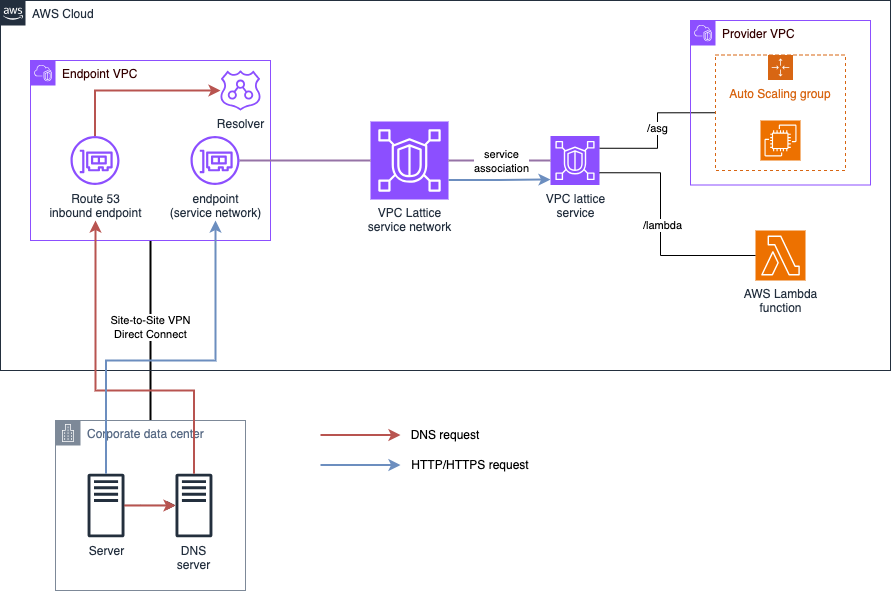 aws
AWS Cloud
Endpoint VPC
Resolver
Route 53
inbound endpoint
endpoint
(service network)
VPC Lattice
service network
service
association
VPC lattice
service
Provider VPC
Auto Scaling group
/asg
/lambda
AWS Lambda
function
Site-to-Site VPN
Direct Connect
Corporate data center
Server
DNS
server
DNS request
HTTP/HTTPS request